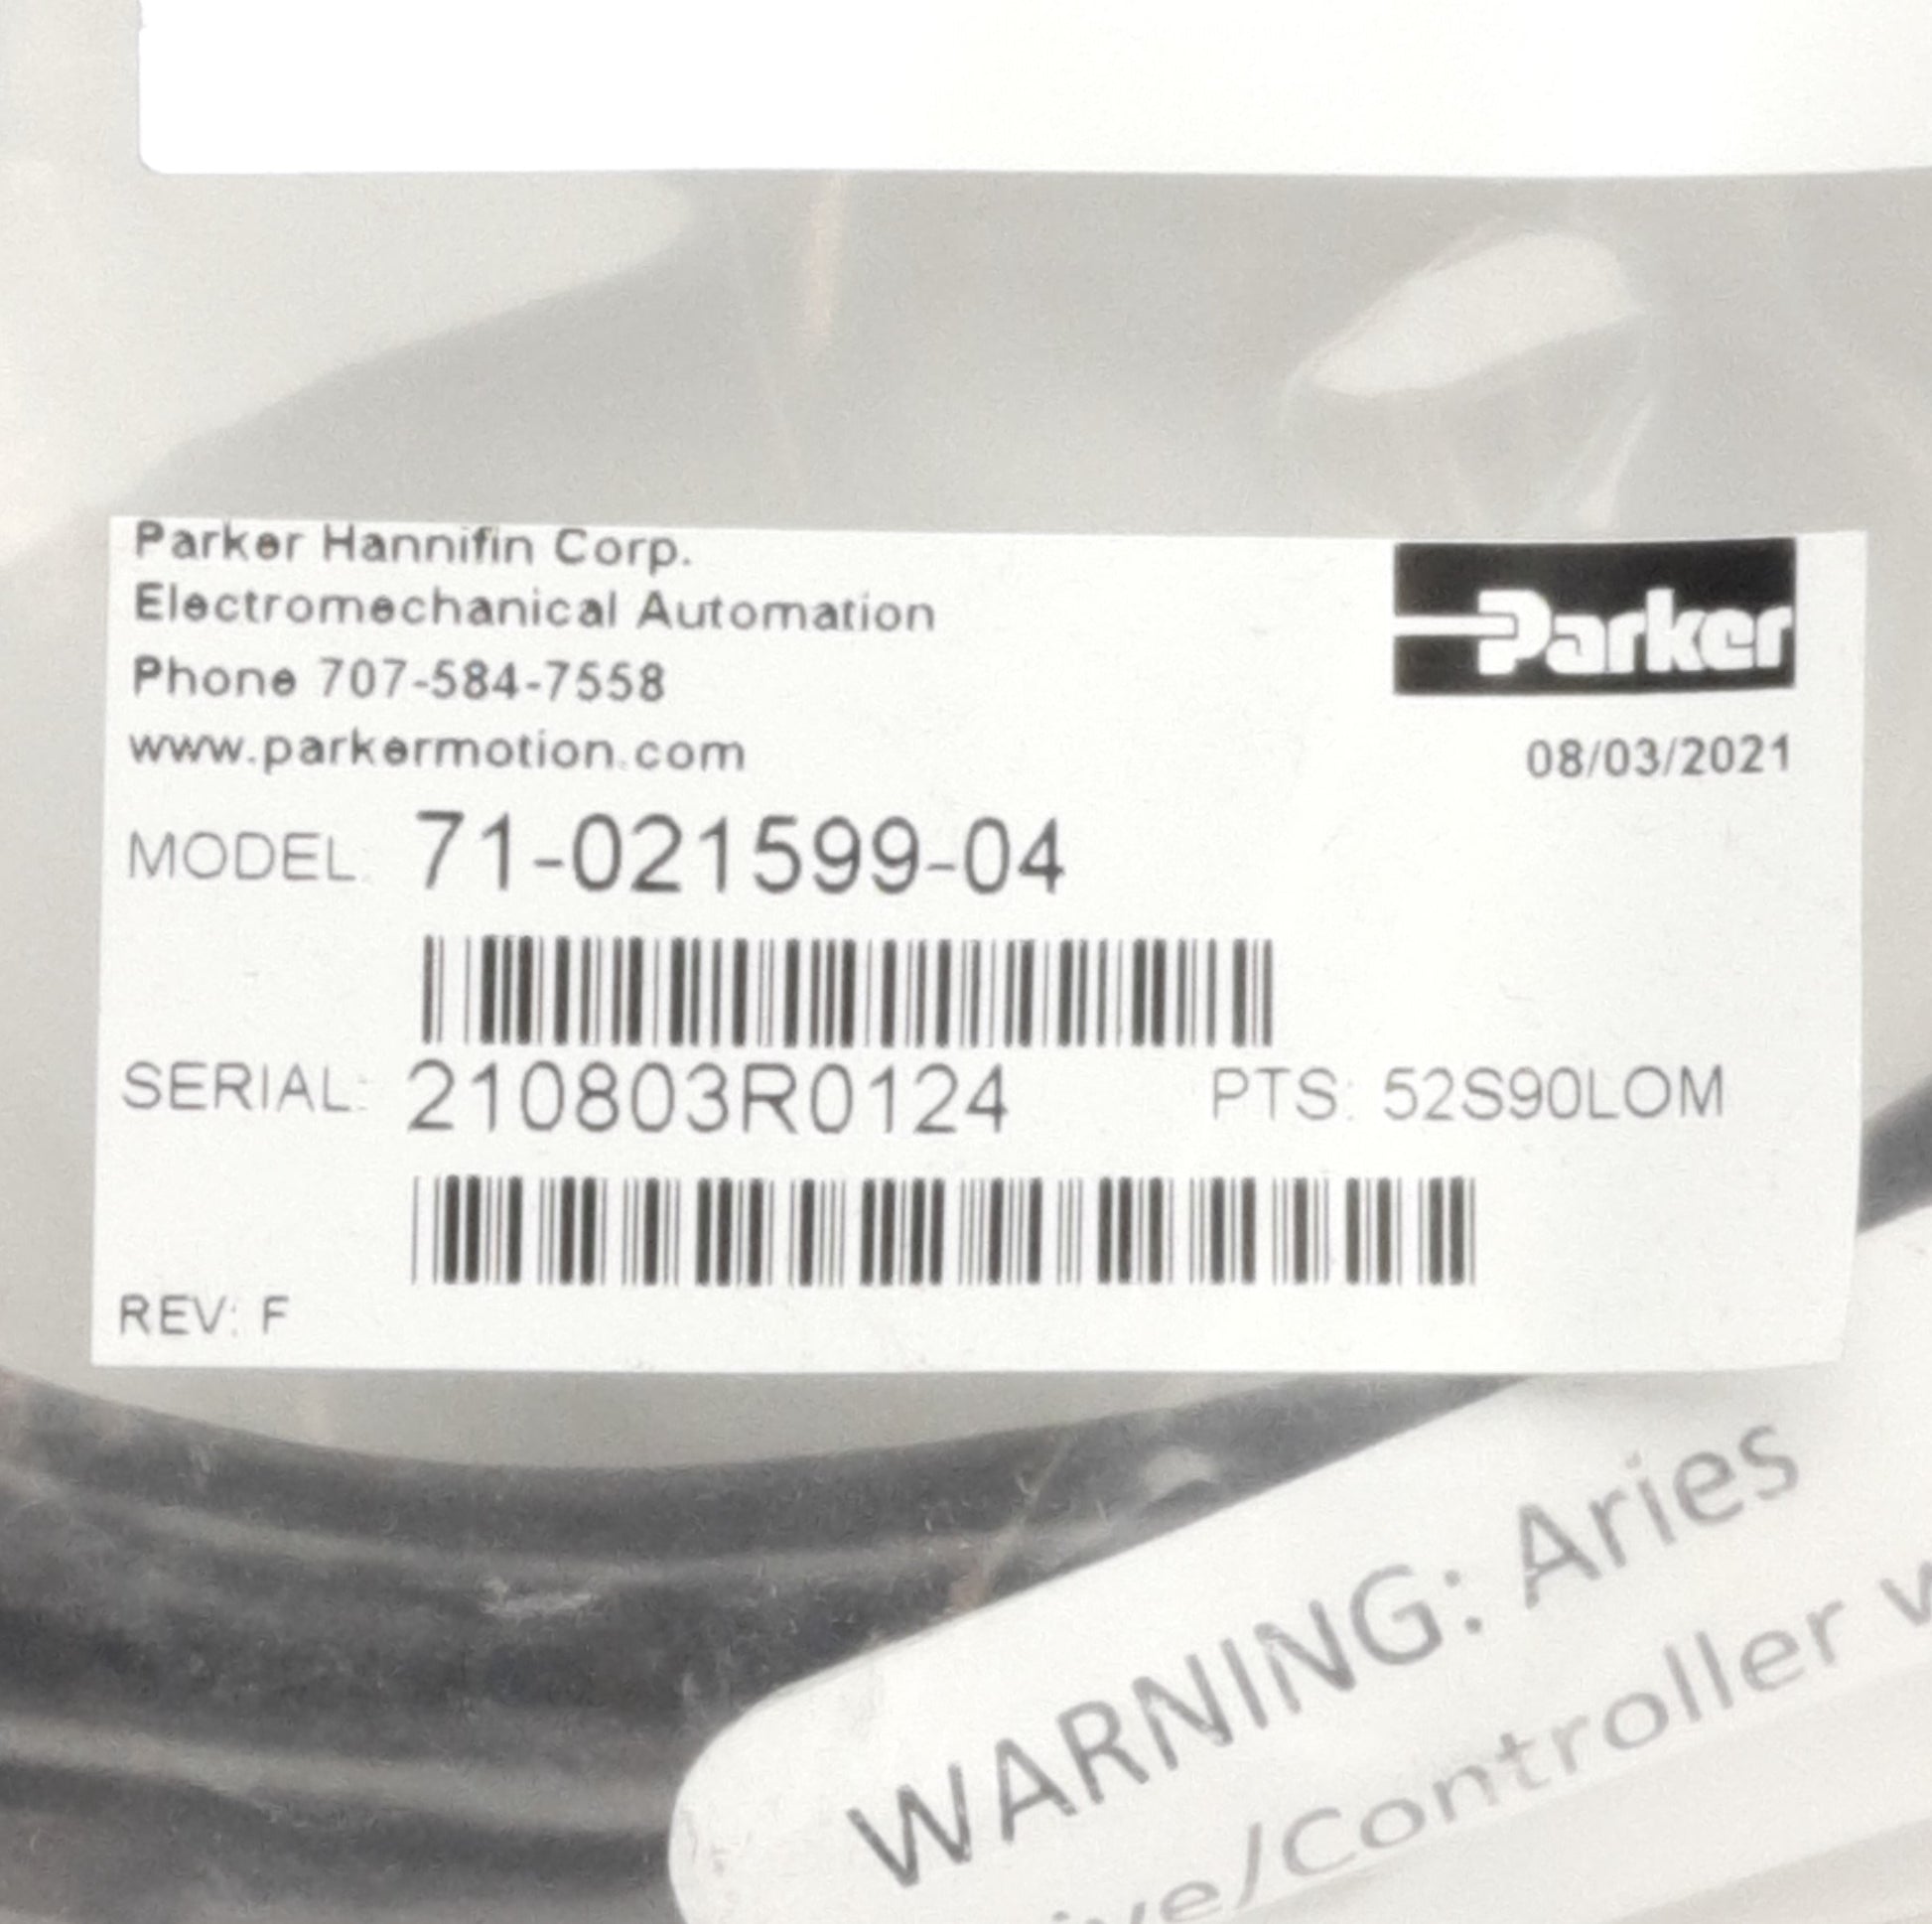 Parker Hannifin Corp.
Electromechanical Automation
Phone 707-584-7558
www.parkermotion.com
Parker
08/03/2021
MODEL: 71-021599-04
SERIAL: 210803R0124 PTS: 52S90LOM
REV: F
WARNING: Aries
/Controller